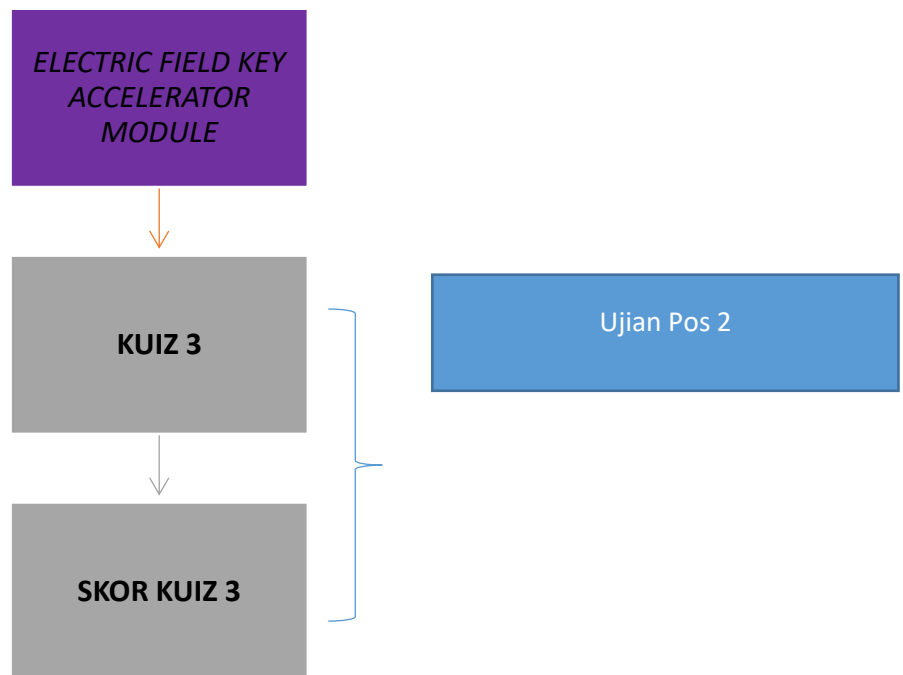 ELECTRIC FIELD KEY
ACCELERATOR
MODULE
KUIZ 3
Ujian Pos 2
SKOR KUIZ 3